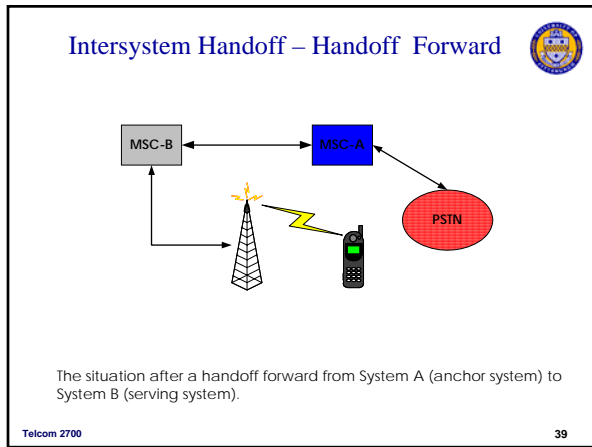 Intersystem Handoff – Handoff Forward
MSC-B
MSC-A
PSTN
The situation after a handoff forward from System A (anchor system) to
System B (serving system).
Telcom 2700
39